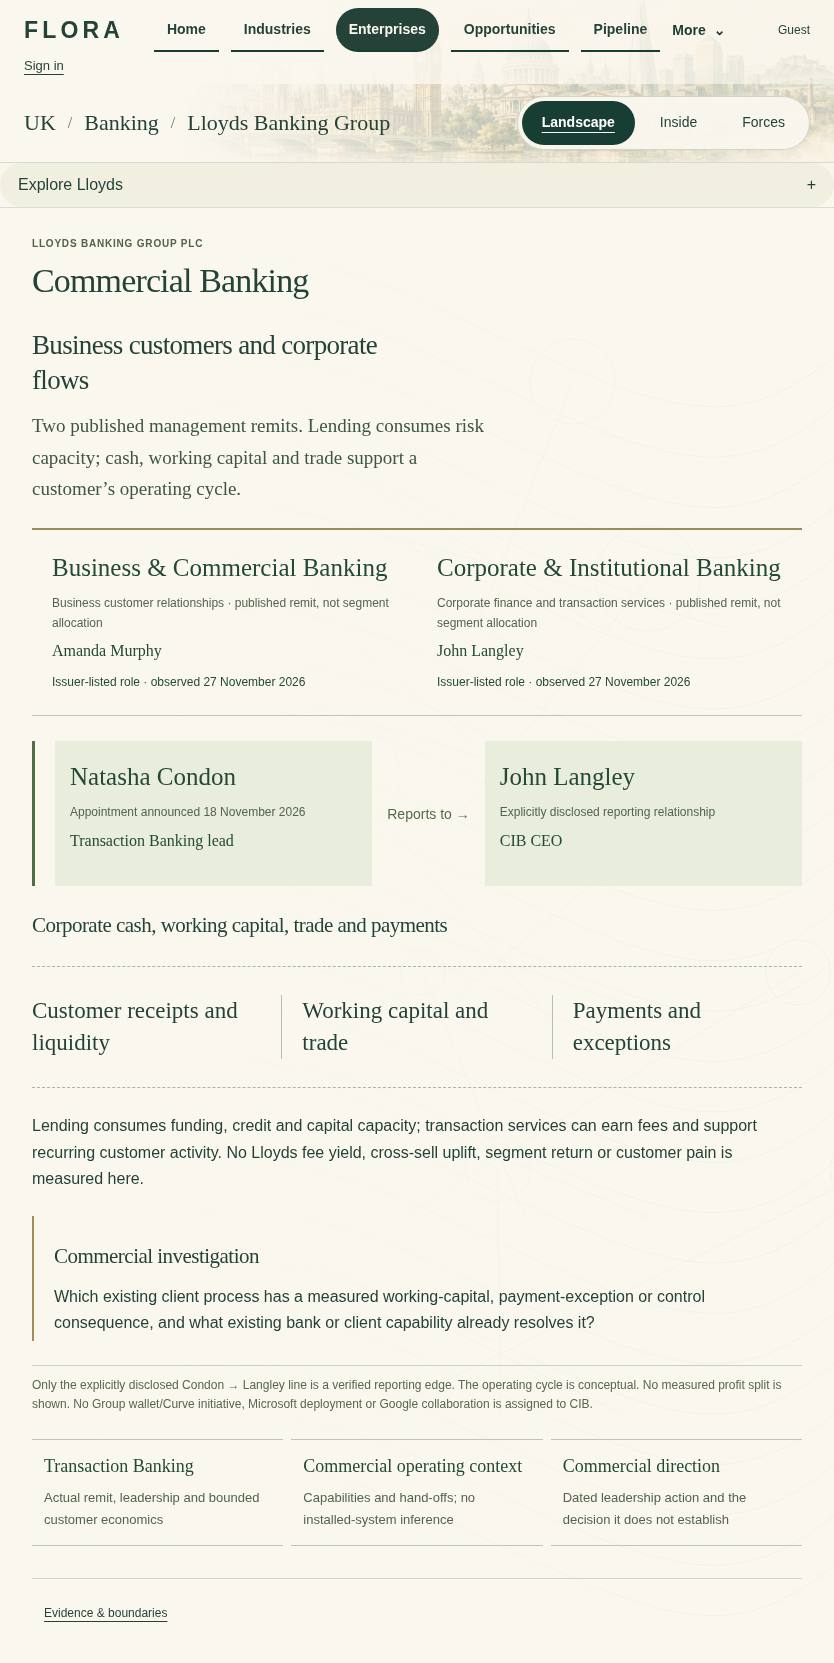 FLORA
Home
Industries
Enterprises
Opportunities
Pipeline
More
Guest
Sign in
UK / Banking / Lloyds Banking Group
Landscape
Inside
Forces
Explore Lloyds
+
LLOYDS BANKING GROUP PLC
Commercial Banking
Business customers and corporate
flows
Two published management remits. Lending consumes risk
capacity; cash, working capital and trade support a
customer’s operating cycle.
Business & Commercial Banking
Business customer relationships · published remit, not segment
allocation
Amanda Murphy
Issuer-listed role · observed 27 November 2026
Corporate & Institutional Banking
Corporate finance and transaction services · published remit, not
segment allocation
John Langley
Issuer-listed role · observed 27 November 2026
Natasha Condon
Appointment announced 18 November 2026
Transaction Banking lead
Reports to →
John Langley
Explicitly disclosed reporting relationship
CIB CEO
Corporate cash, working capital, trade and payments
Customer receipts and
liquidity
Working capital and
trade
Payments and
exceptions
Lending consumes funding, credit and capital capacity; transaction services can earn fees and support
recurring customer activity. No Lloyds fee yield, cross-sell uplift, segment return or customer pain is
measured here.
Commercial investigation
Which existing client process has a measured working-capital, payment-exception or control
consequence, and what existing bank or client capability already resolves it?
Only the explicitly disclosed Condon → Langley line is a verified reporting edge. The operating cycle is conceptual. No measured profit split is
shown. No Group wallet/Curve initiative, Microsoft deployment or Google collaboration is assigned to CIB.
Transaction Banking
Actual remit, leadership and bounded
customer economics
Commercial operating context
Capabilities and hand-offs; no
installed-system inference
Commercial direction
Dated leadership action and the
decision it does not establish
Evidence & boundaries